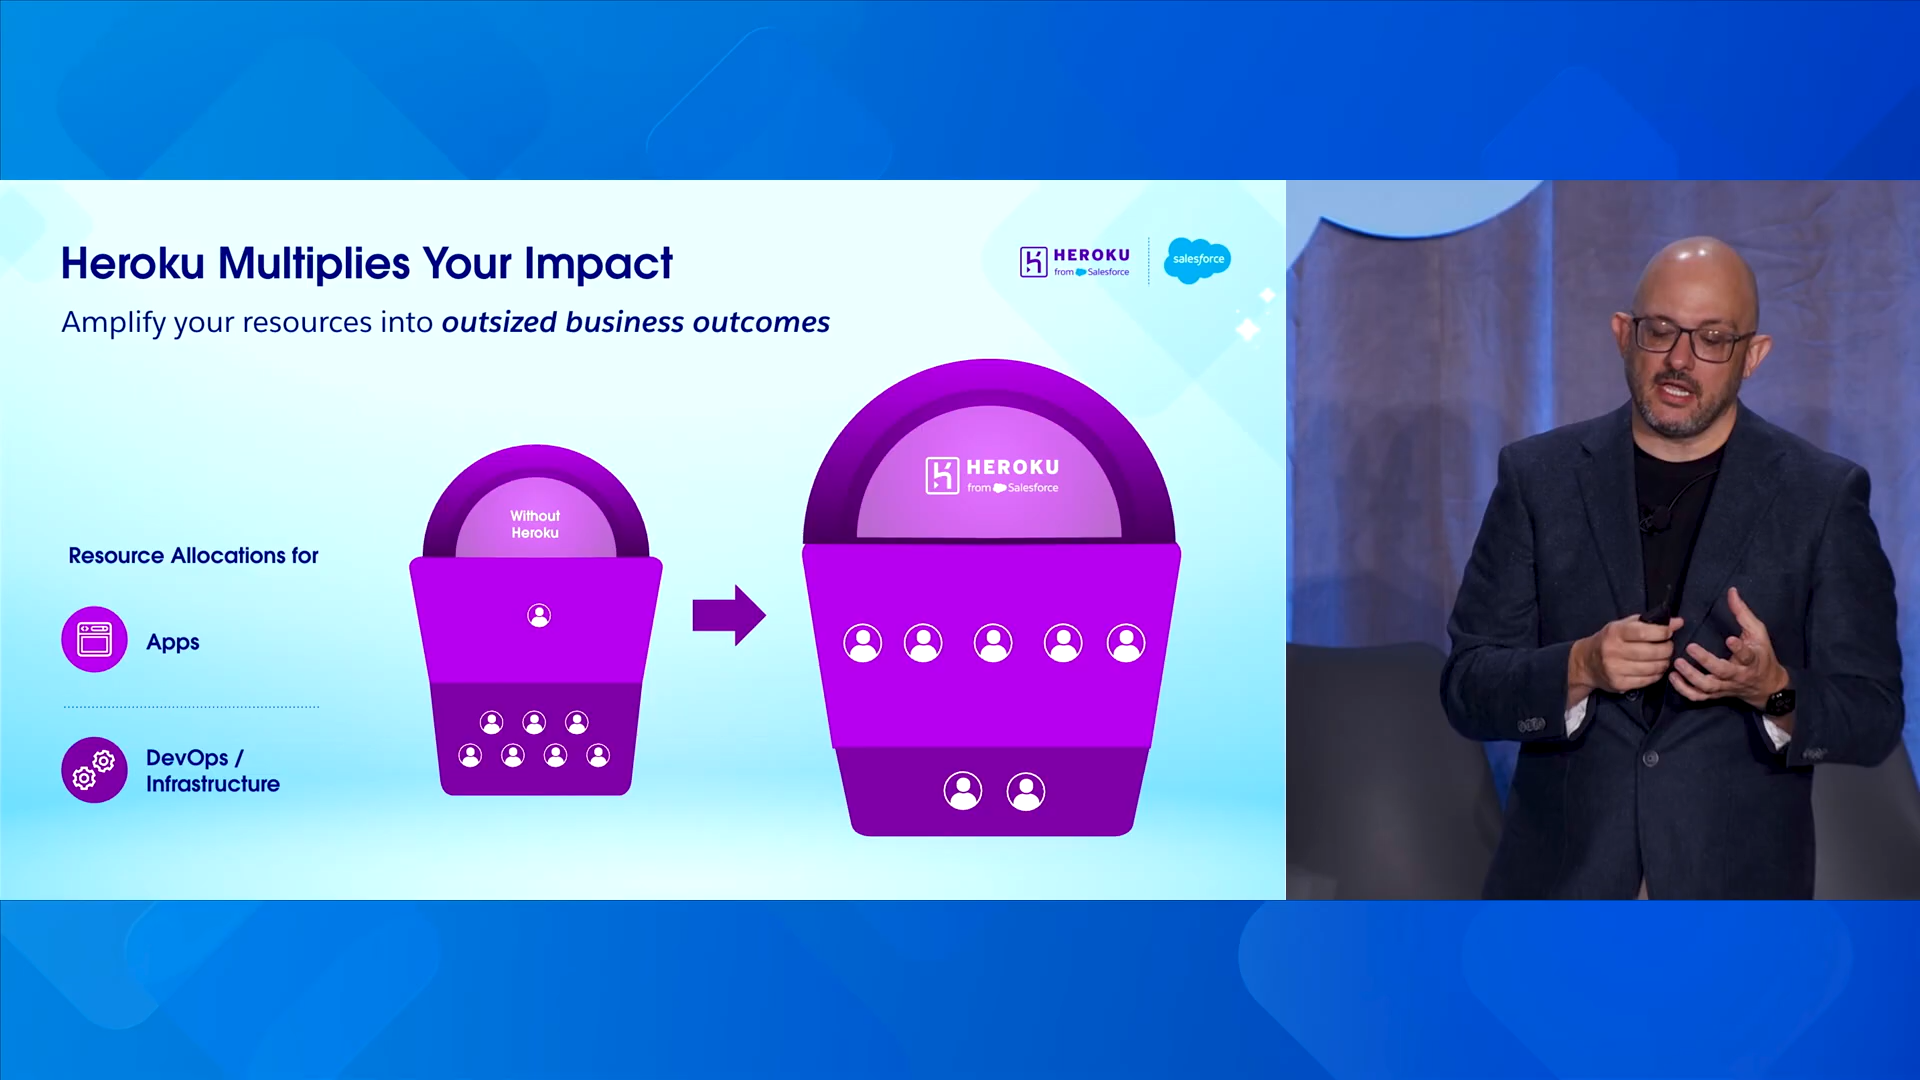 Heroku Multiplies Your Impact
Amplify your resources into outsized business outcomes
HEROKU
from Salesforce
salesforce
Without
Heroku
HEROKU
from Salesforce
Resource Allocations for
Apps
DevOps /
Infrastructure